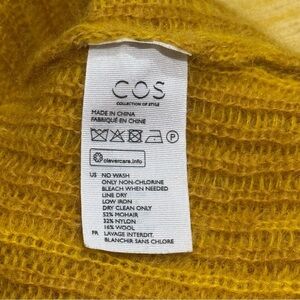 COS
COLLECTION OF STYLE
MADE IN CHINA
FABRIQUÉ EN CHINE
P
clevercare.info
US NO WASH
ONLY NON-CHLORINE
BLEACH WHEN NEEDED
LINE DRY
LOW IRON
DRY CLEAN ONLY
52% MOHAIR
32% NYLON
16% WOOL
FR LAVAGE INTERDIT.
BLANCHIR SANS CHLORE